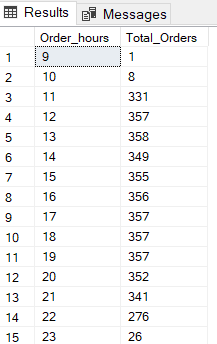 Results Messages
Order_hours Total_Orders
1 9 1
2 10 8
3 11 331
4 12 357
5 13 358
6 14 349
7 15 355
8 16 356
9 17 357
10 18 357
11 19 357
12 20 352
13 21 341
14 22 276
15 23 26